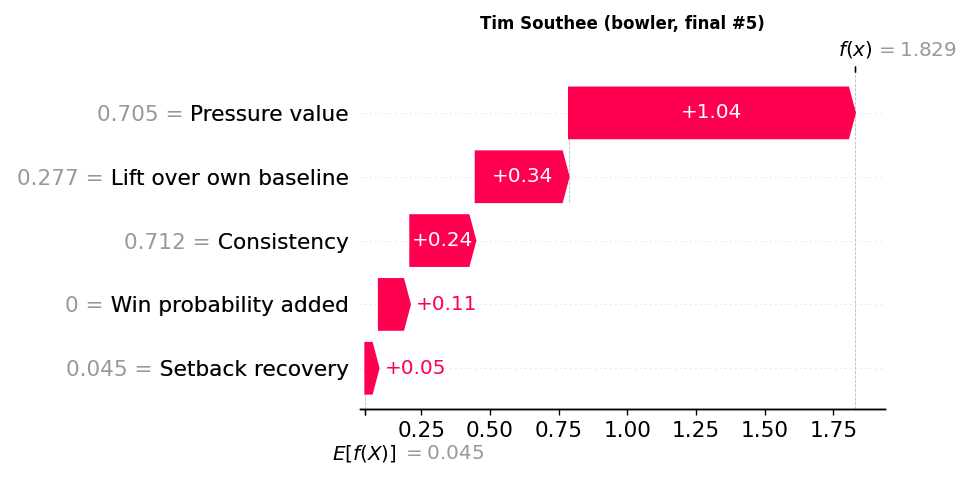 Tim Southee (bowler, final #5)
f(x) = 1.829
0.705 = Pressure value
+1.04
0.277 = Lift over own baseline
+0.34
0.712 = Consistency
+0.24
0 = Win probability added
+0.11
0.045 = Setback recovery
+0.05
0.25 0.50 0.75 1.00 1.25 1.50 1.75
E[f(X)] = 0.045